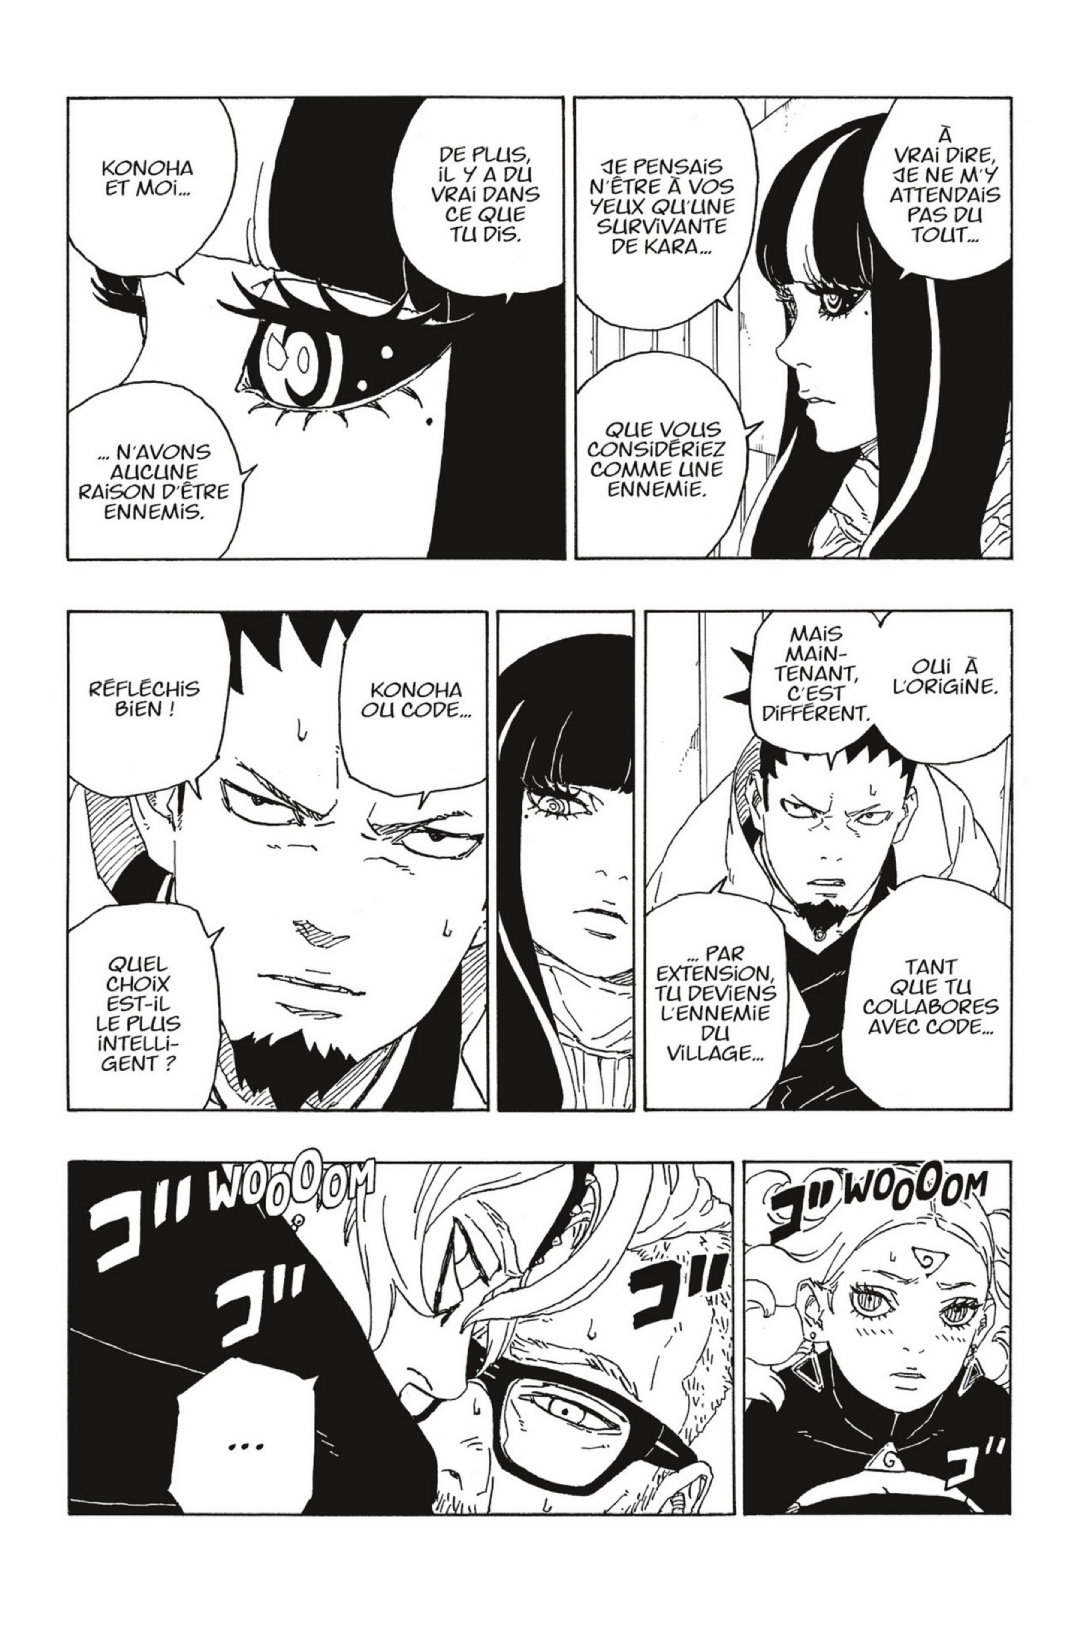 À
VRAI DIRE,
JE NE M'Y
ATTENDAIS
PAS DU
TOUT...
JE PENSAIS
N'ÊTRE À VOS
YEUX QU'UNE
SURVIVANTE
DE KARA...
QUE VOUS
CONSIDÉRIEZ
COMME UNE
ENNEMIE.
DE PLUS,
IL Y A DU
VRAI DANS
CE QUE
TU DIS.
KONOHA
ET MOI...
... N'AVONS
AUCUNE
RAISON D'ÊTRE
ENNEMIS.
OUI À
L'ORIGINE.
MAIS
MAIN-
TENANT,
C'EST
DIFFÉRENT.
TANT
QUE TU
COLLABORES
AVEC CODE...
... PAR
EXTENSION,
TU DEVIENS
L'ENNEMIE
DU
VILLAGE...
KONOHA
OU CODE...
RÉFLÉCHIS
BIEN !
QUEL
CHOIX
EST-IL
LE PLUS
INTELLI-
GENT ?
ゴ"
WOOOOM
ゴ"
ゴ"
WOOOOM
ゴ"
ゴ"
...